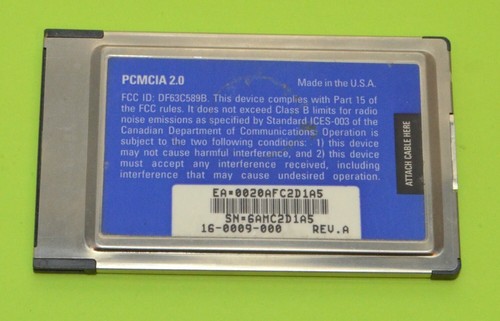 PCMCIA 2.0
Made in the U.S.A.
FCC ID: DF63C589B. This device complies with Part 15 of
the FCC rules. It does not exceed Class B limits for radio
noise emissions as specified by Standard ICES-003 of the
Canadian Department of Communications. Operation is
subject to the two following conditions: 1) this device
may not cause harmful interference, and 2) this device
must accept any interference received, including
interference that may cause undesired operation.
ATTACH CABLE HERE
EA=0020AFC2D1A5
SN=6AMC2D1A5
16-0009-000 REV.A